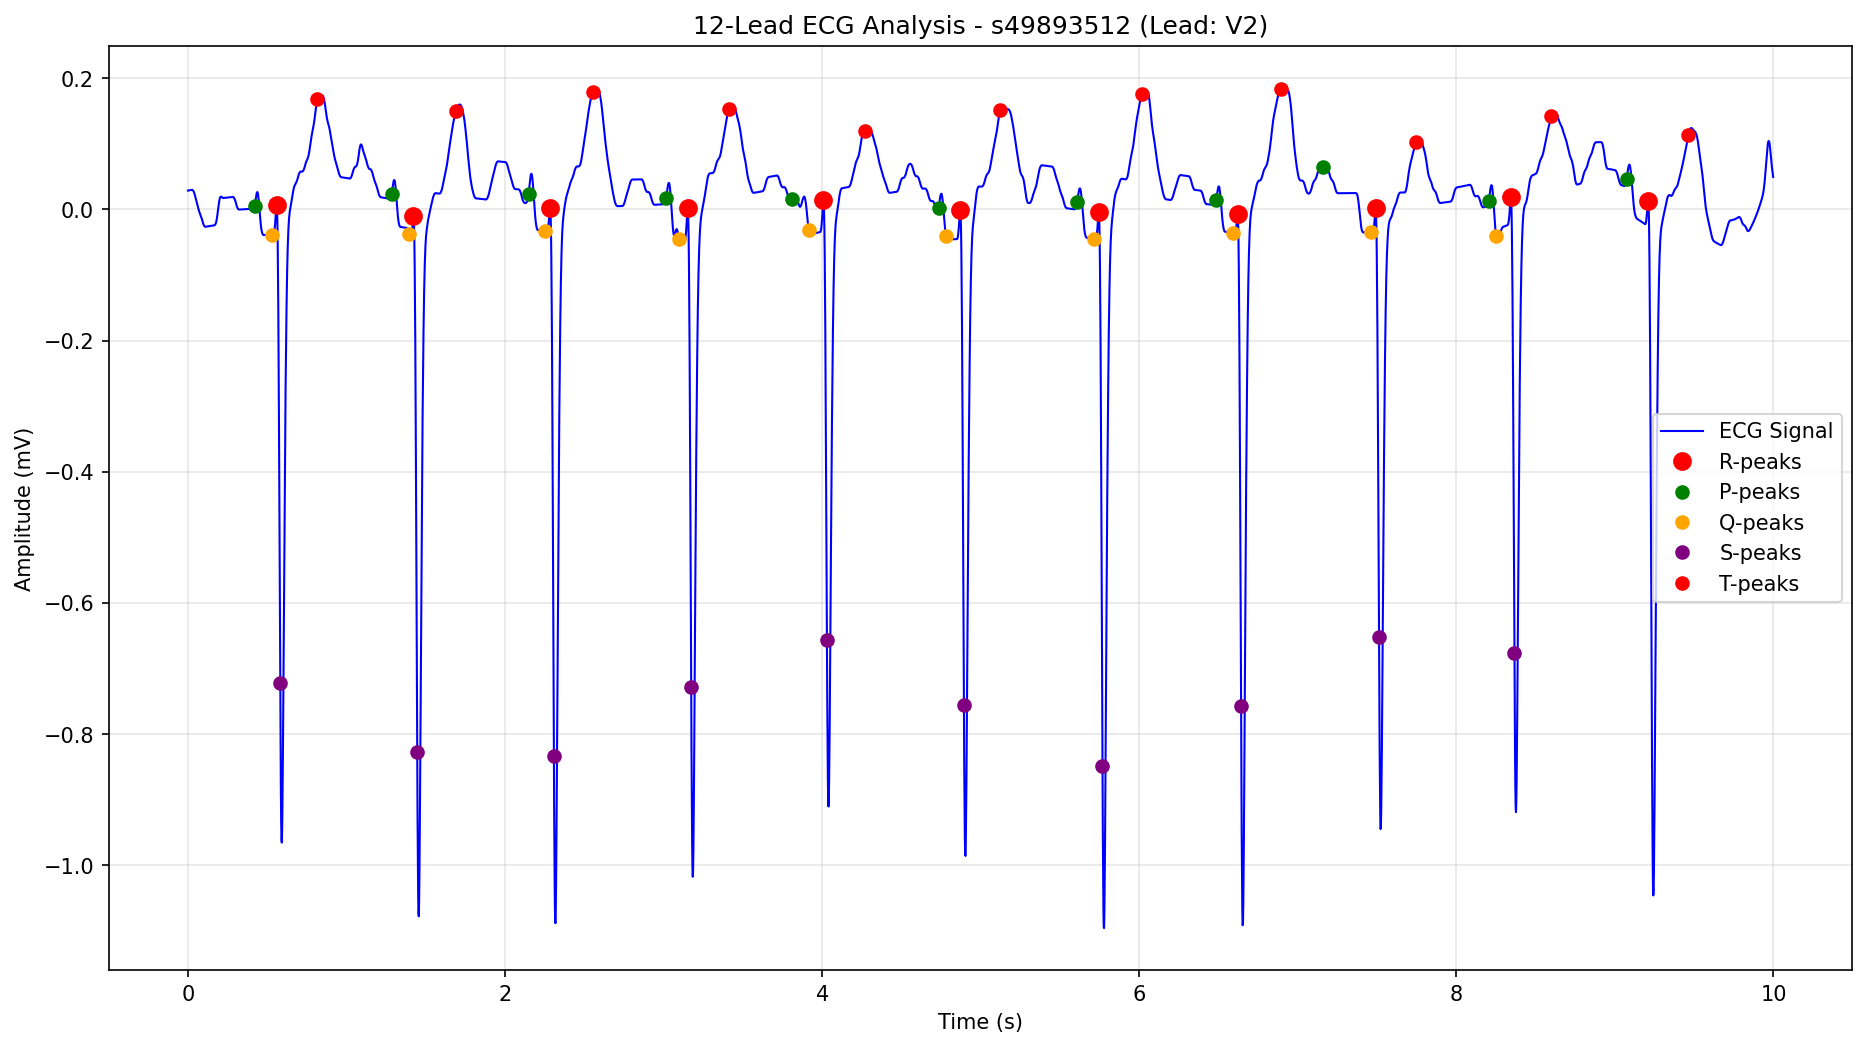 12-Lead ECG Analysis - s49893512 (Lead: V2)
0.2
0.0
−0.2
−0.4
−0.6
−0.8
−1.0
Amplitude (mV)
ECG Signal
R-peaks
P-peaks
Q-peaks
S-peaks
T-peaks
0 2 4 6 8 10
Time (s)